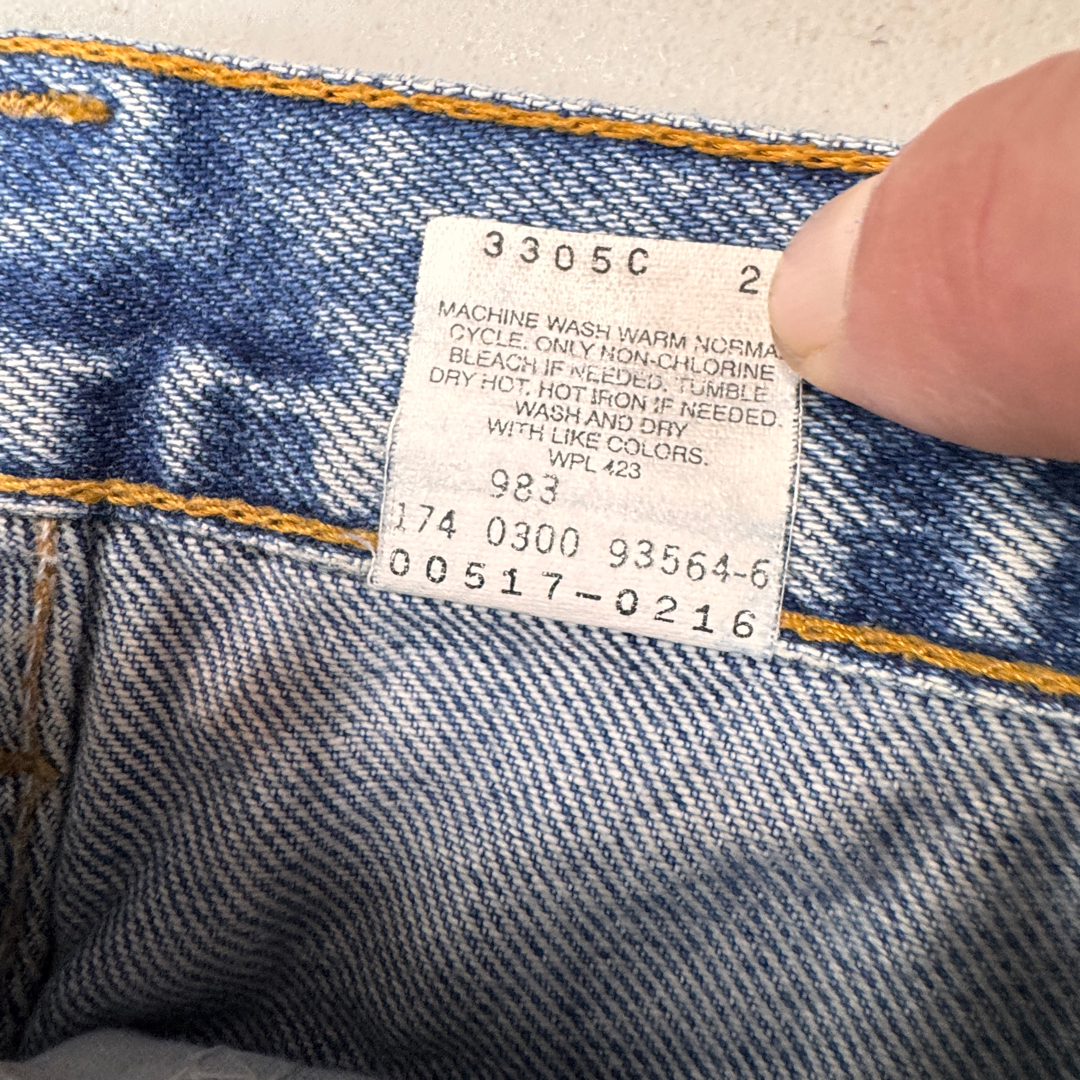 3305C 2
MACHINE WASH WARM NORMA
CYCLE. ONLY NON-CHLORINE
BLEACH IF NEEDED. TUMBLE
DRY HOT. HOT IRON IF NEEDED.
WASH AND DRY
WITH LIKE COLORS.
WPL 423
983
174 0300 93564-6
00517-0216